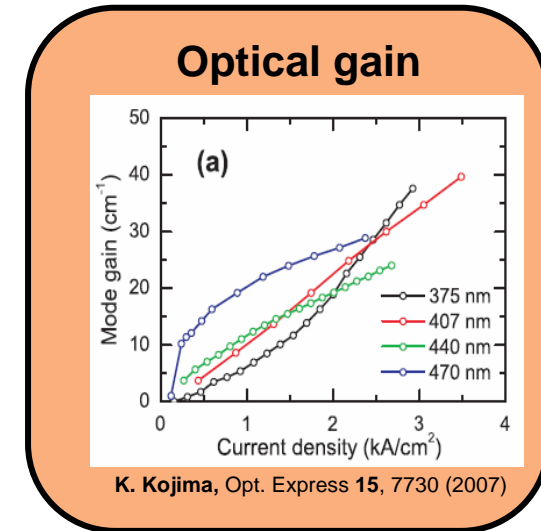 Optical gain
50
40
30
20
10
0
Mode gain (cm⁻¹)
(a)
375 nm
407 nm
440 nm
470 nm
0 1 2 3 4
Current density (kA/cm²)
K. Kojima, Opt. Express 15, 7730 (2007)